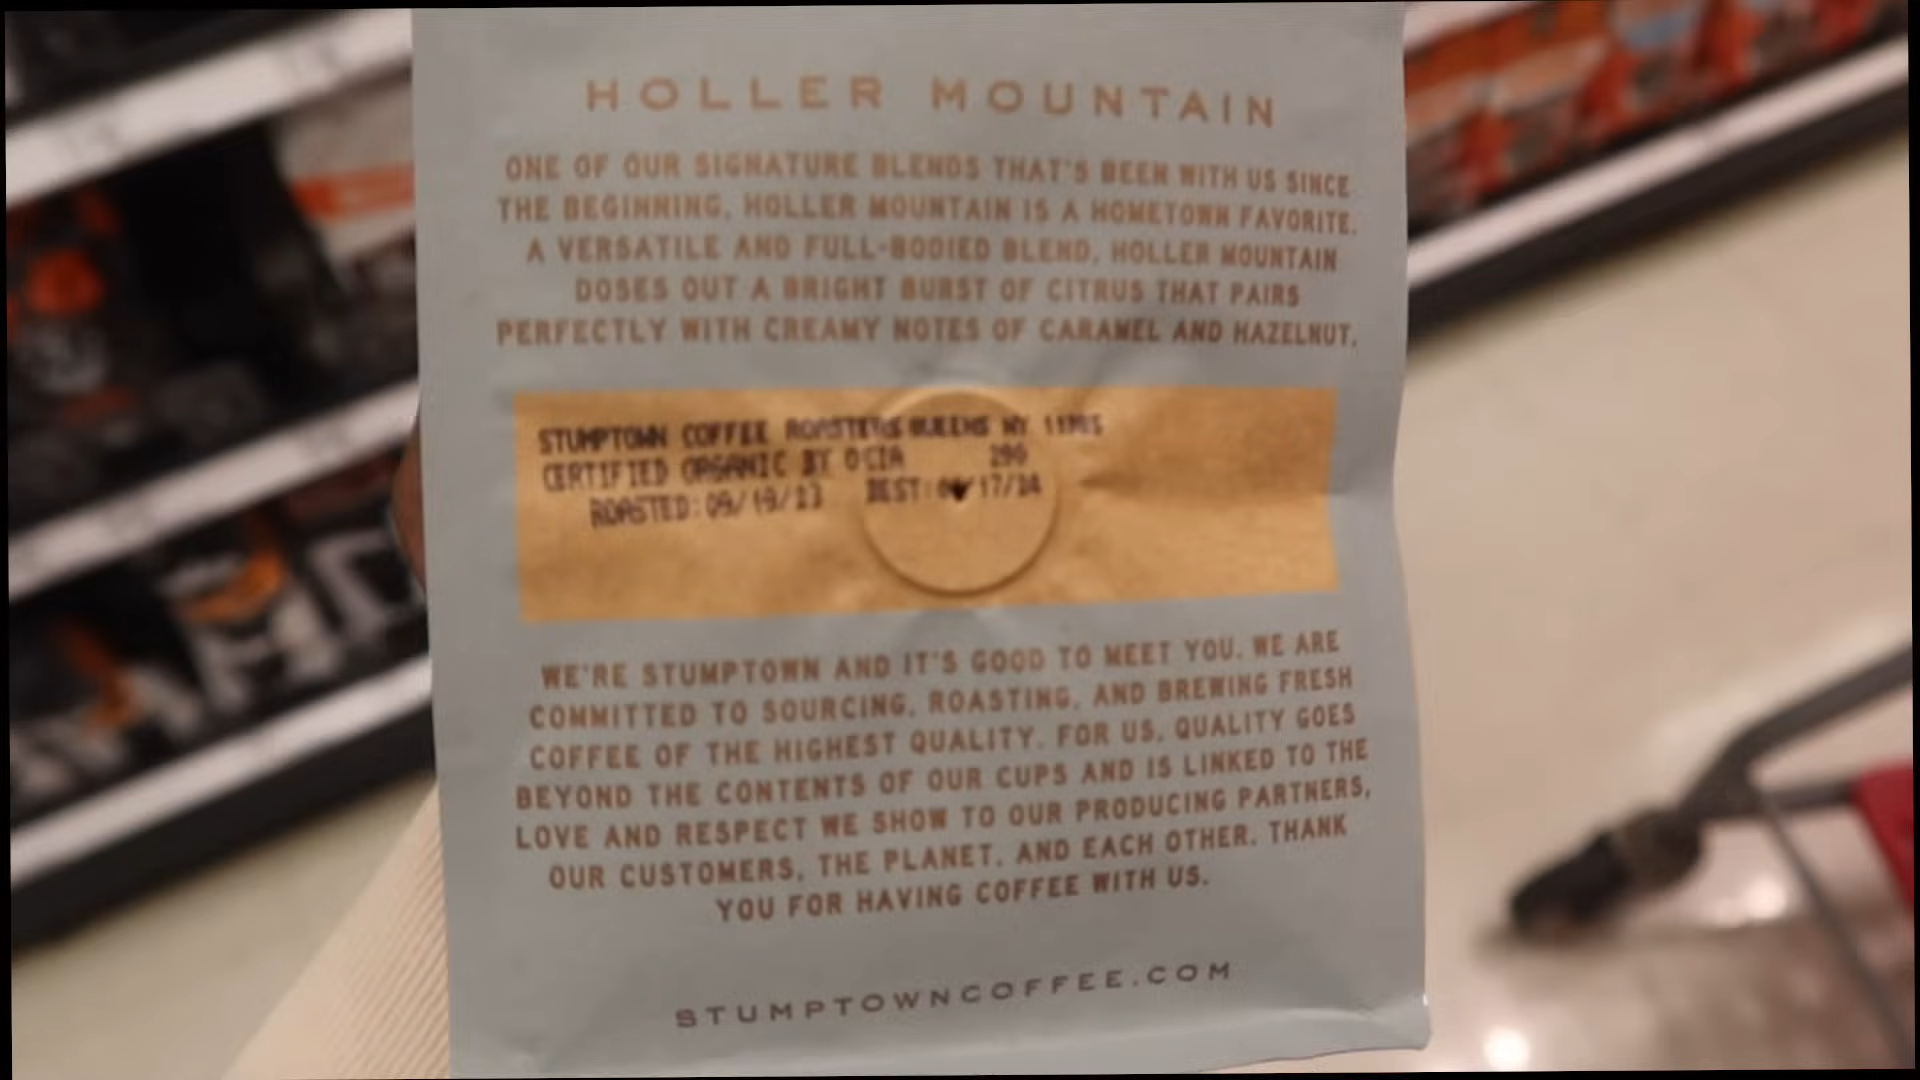 HOLLER MOUNTAIN
ONE OF OUR SIGNATURE BLENDS THAT'S BEEN WITH US SINCE
THE BEGINNING, HOLLER MOUNTAIN IS A HOMETOWN FAVORITE.
A VERSATILE AND FULL-BODIED BLEND, HOLLER MOUNTAIN
DOSES OUT A BRIGHT BURST OF CITRUS THAT PAIRS
PERFECTLY WITH CREAMY NOTES OF CARAMEL AND HAZELNUT.
STUMPTOWN COFFEE ROASTERS QUEENS NY
CERTIFIED ORGANIC BY OCIA 290
ROASTED: 09/19/23 BEST:
WE'RE STUMPTOWN AND IT'S GOOD TO MEET YOU. WE ARE
COMMITTED TO SOURCING, ROASTING, AND BREWING FRESH
COFFEE OF THE HIGHEST QUALITY. FOR US, QUALITY GOES
BEYOND THE CONTENTS OF OUR CUPS AND IS LINKED TO THE
LOVE AND RESPECT WE SHOW TO OUR PRODUCING PARTNERS,
OUR CUSTOMERS, THE PLANET, AND EACH OTHER. THANK
YOU FOR HAVING COFFEE WITH US.
STUMPTOWNCOFFEE.COM